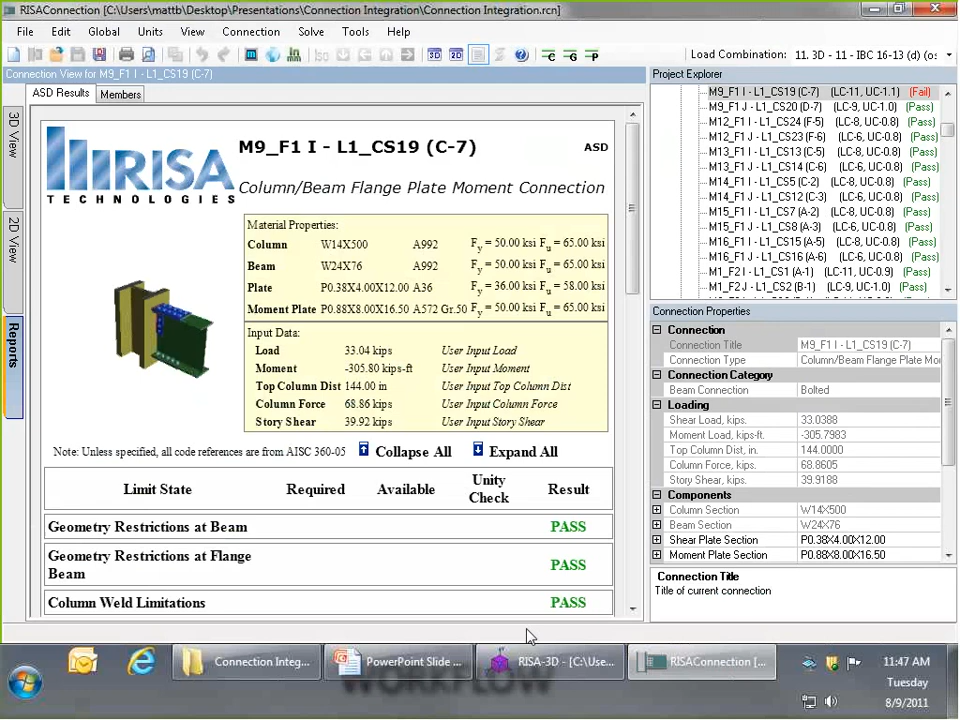 RISAConnection [C:\Users\mattb\Desktop\Presentations\Connection Integration\Connection Integration.rcn]
File Edit Global Units View Connection Solve Tools Help
Iso 3D 2D C G P Load Combination: 11. 3D - 11 - IBC 16-13 (d) (os
Connection View for M9_F1 I - L1_CS19 (C-7)
Project Explorer
ASD Results Members
3D View
2D View
Reports
RISA
TECHNOLOGIES
M9_F1 I - L1_CS19 (C-7) ASD
Column/Beam Flange Plate Moment Connection
Material Properties:
Column W14X500 A992 Fy = 50.00 ksi Fu = 65.00 ksi
Beam W24X76 A992 Fy = 50.00 ksi Fu = 65.00 ksi
Plate P0.38X4.00X12.00 A36 Fy = 36.00 ksi Fu = 58.00 ksi
Moment Plate P0.88X8.00X16.50 A572 Gr.50 Fy = 50.00 ksi Fu = 65.00 ksi
Input Data:
Load 33.04 kips User Input Load
Moment -305.80 kips-ft User Input Moment
Top Column Dist 144.00 in User Input Top Column Dist
Column Force 68.86 kips User Input Column Force
Story Shear 39.92 kips User Input Story Shear
Note: Unless specified, all code references are from AISC 360-05 Collapse All Expand All
Limit State Required Available Unity Check Result
Geometry Restrictions at Beam PASS
Geometry Restrictions at Flange Beam PASS
Column Weld Limitations PASS
M9_F1 I - L1_CS19 (C-7) (LC-11, UC-1.1) (Fail)
M9_F1 J - L1_CS20 (D-7) (LC-9, UC-1.0) (Pass)
M12_F1 I - L1_CS24 (F-5) (LC-8, UC-0.8) (Pass)
M12_F1 J - L1_CS23 (F-6) (LC-6, UC-0.8) (Pass)
M13_F1 I - L1_CS13 (C-5) (LC-8, UC-0.8) (Pass)
M13_F1 J - L1_CS14 (C-6) (LC-6, UC-0.8) (Pass)
M14_F1 I - L1_CS5 (C-2) (LC-8, UC-0.8) (Pass)
M14_F1 J - L1_CS12 (C-3) (LC-6, UC-0.8) (Pass)
M15_F1 I - L1_CS7 (A-2) (LC-8, UC-0.8) (Pass)
M15_F1 J - L1_CS8 (A-3) (LC-6, UC-0.8) (Pass)
M16_F1 I - L1_CS15 (A-5) (LC-8, UC-0.8) (Pass)
M16_F1 J - L1_CS16 (A-6) (LC-6, UC-0.8) (Pass)
M1_F2 I - L1_CS1 (A-1) (LC-11, UC-0.9) (Pass)
M1_F2 J - L1_CS2 (B-1) (LC-9, UC-0.8) (Pass)
Connection Properties
Connection
Connection Title M9_F1 I - L1_CS19 (C-7)
Connection Type Column/Beam Flange Plate Mo
Connection Category
Beam Connection Bolted
Loading
Shear Load, kips. 33.0388
Moment Load, kips-ft. -305.7983
Top Column Dist, in. 144.0000
Column Force, kips. 68.8605
Story Shear, kips. 39.9188
Components
Column Section W14X500
Beam Section W24X76
Shear Plate Section P0.38X4.00X12.00
Moment Plate Section P0.88X8.00X16.50
Connection Title
Title of current connection
Connection Integ... PowerPoint Slide ... RISA-3D - [C:\Use... RISAConnection [...
WORKFLOW
11:47 AM
Tuesday
8/9/2011